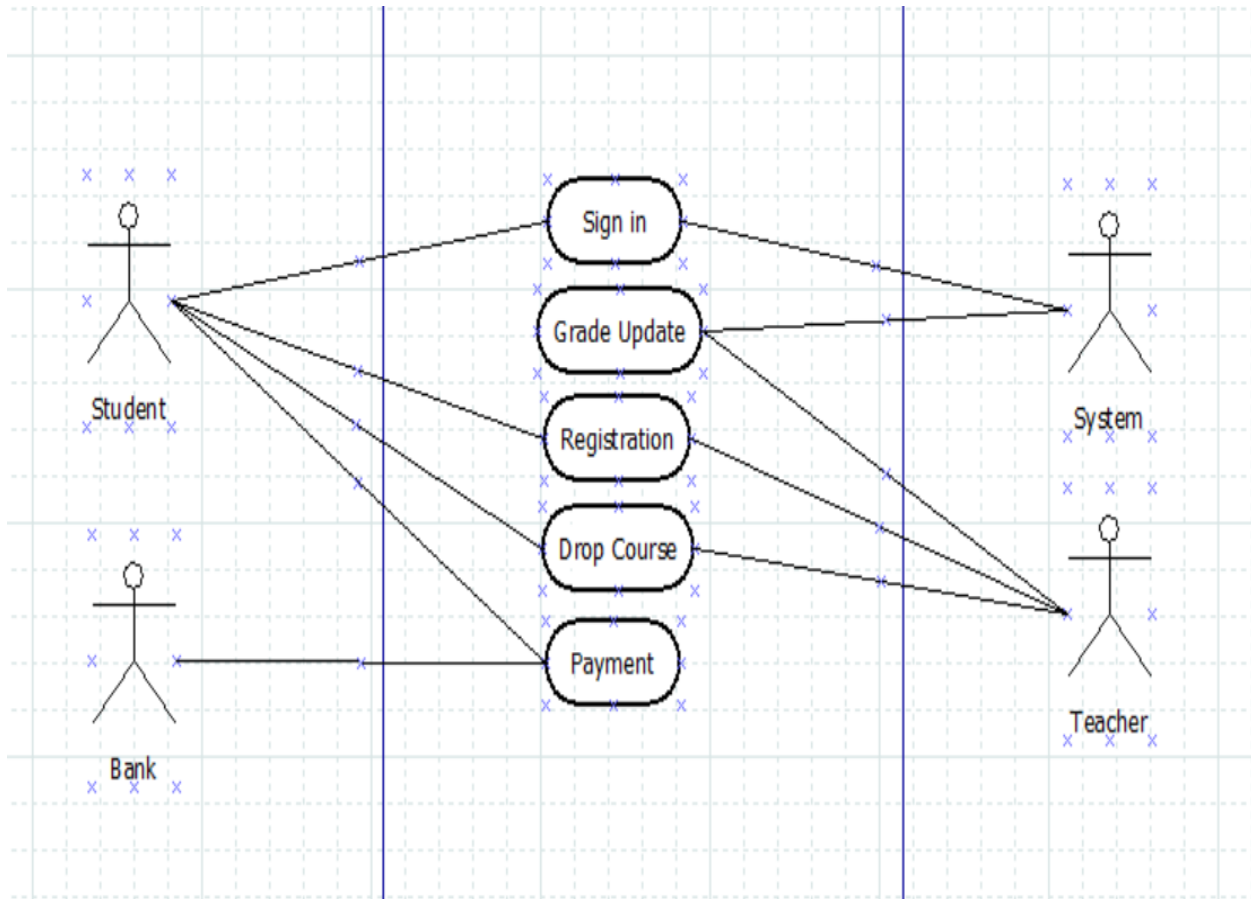 Sign in
Grade Update
Student
System
Registration
Drop Course
Payment
Teacher
Bank